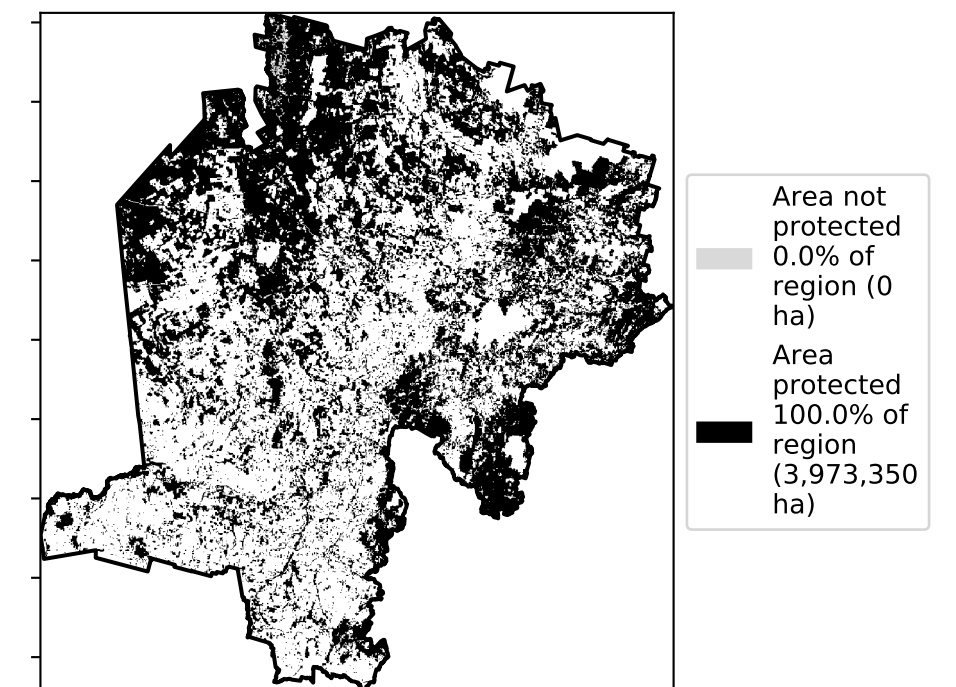 Area not
protected
0.0% of
region (0
ha)
Area
protected
100.0% of
region
(3,973,350
ha)